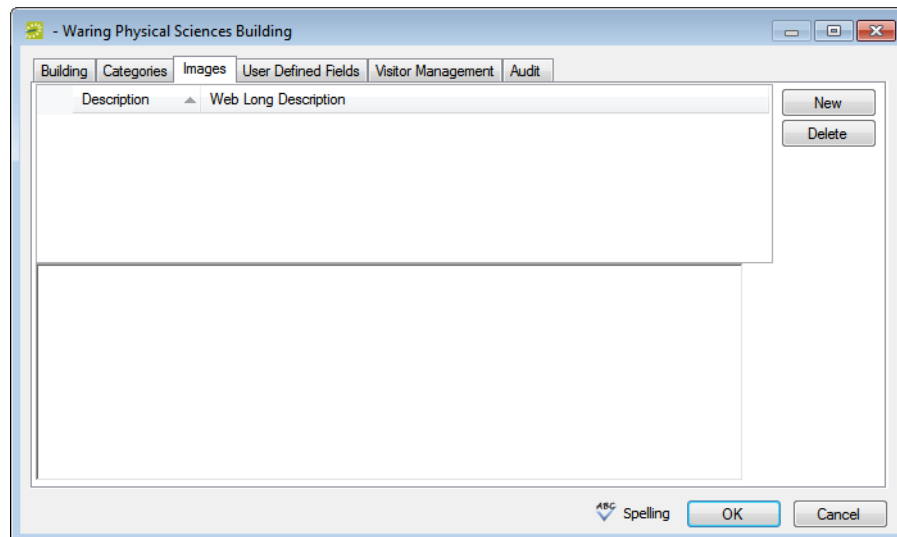 - Waring Physical Sciences Building
Building Categories Images User Defined Fields Visitor Management Audit
Description Web Long Description
New
Delete
ABC Spelling OK Cancel